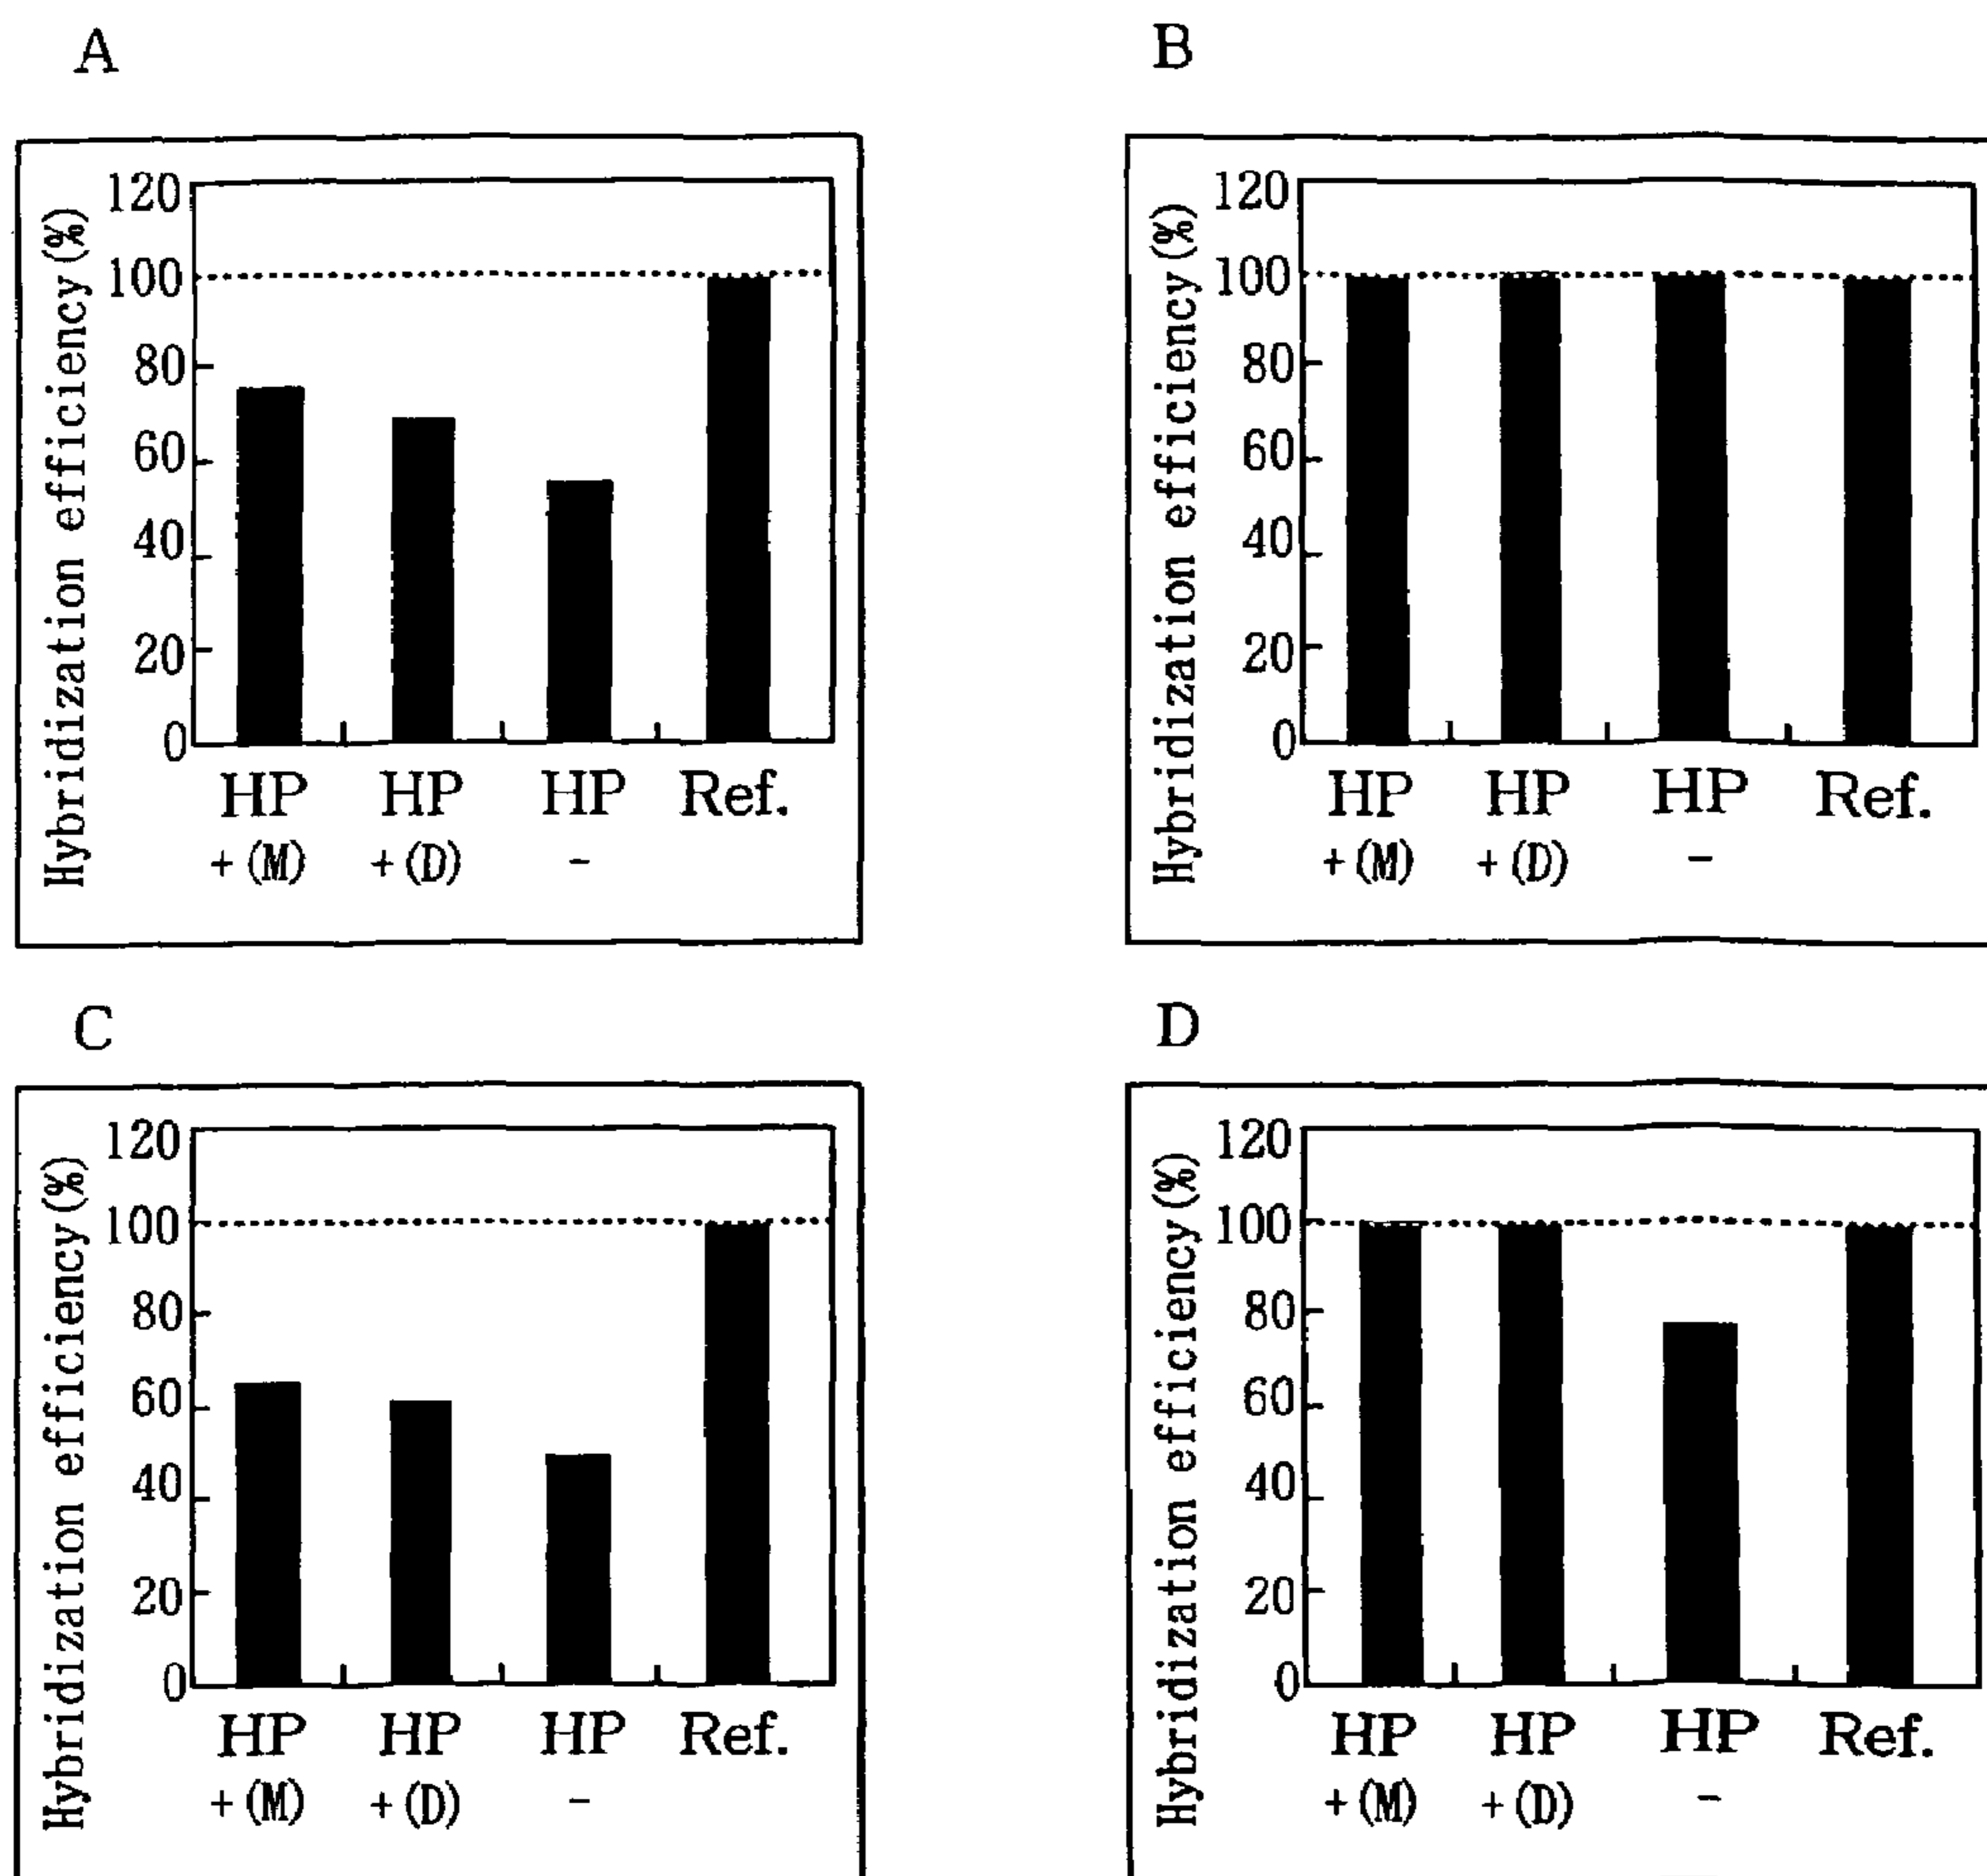 A
Hybridization efficiency (%)
120
100
80
60
40
20
0
HP HP HP Ref.
+(M) +(D) -
B
Hybridization efficiency (%)
120
100
80
60
40
20
0
HP HP HP Ref.
+(M) +(D) -
C
Hybridization efficiency (%)
120
100
80
60
40
20
0
HP HP HP Ref.
+(M) +(D) -
D
Hybridization efficiency (%)
120
100
80
60
40
20
0
HP HP HP Ref.
+(M) +(D) -